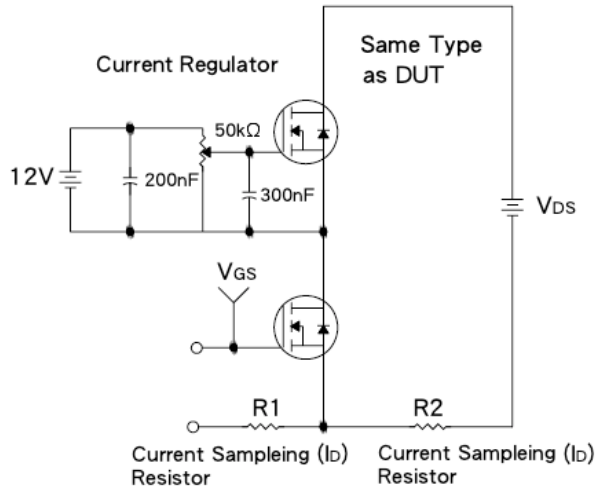 Same Type
as DUT
Current Regulator
50kΩ
12V
200nF
300nF
VDS
VGS
R1
R2
Current Sampleing (ID)
Resistor
Current Sampleing (ID)
Resistor